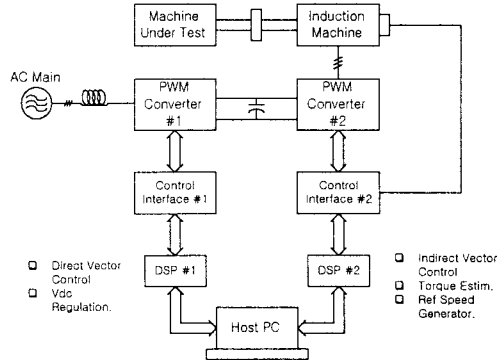 Machine
Under Test
Induction
Machine
AC Main
PWM
Converter
#1
PWM
Converter
#2
Control
Interface #1
Control
Interface #2
DSP #1
DSP #2
Direct Vector
Control
Vdc
Regulation.
Indirect Vector
Control
Torque Estim.
Ref Speed
Generator.
Host PC